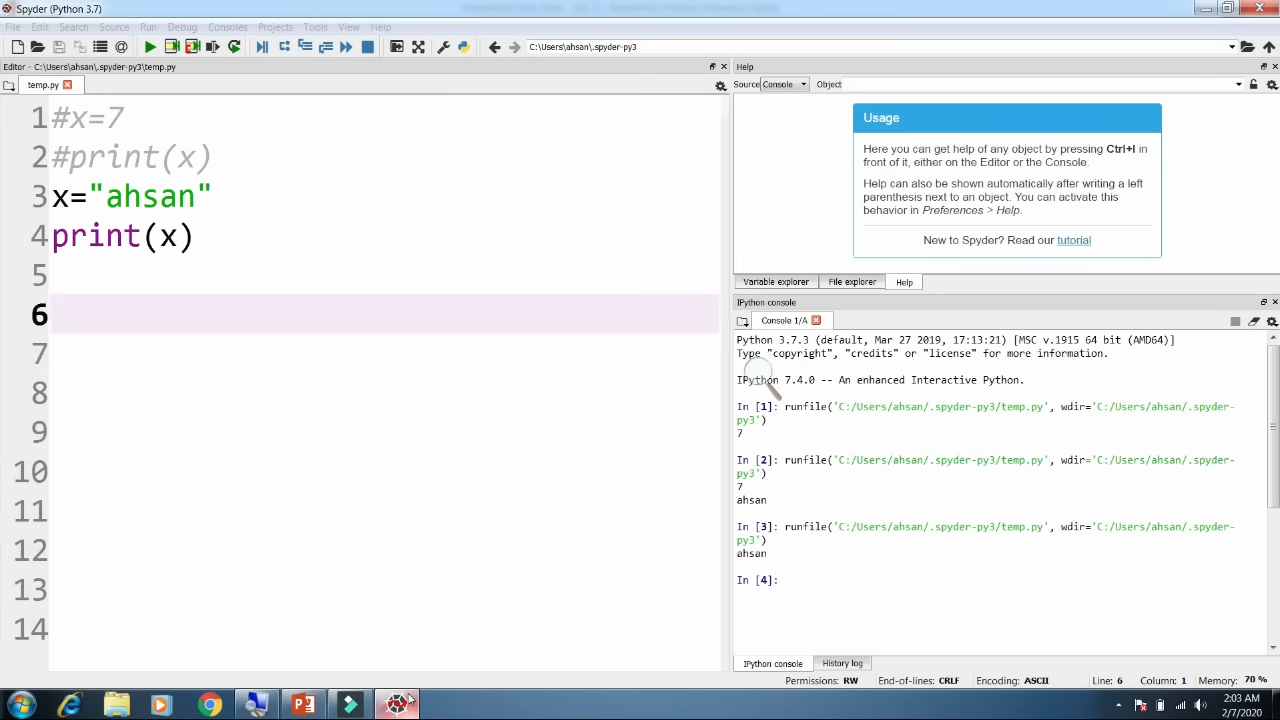 Spyder (Python 3.7)
File Edit Search Source Run Debug Consoles Projects Tools View Help
C:\Users\ahsan\.spyder-py3
Editor - C:\Users\ahsan\.spyder-py3\temp.py
temp.py
1 #x=7
2 #print(x)
3 x="ahsan"
4 print(x)
5
6
7
8
9
10
11
12
13
14
Help
Source Console Object
Usage
Here you can get help of any object by pressing Ctrl+I in
front of it, either on the Editor or the Console.
Help can also be shown automatically after writing a left
parenthesis next to an object. You can activate this
behavior in Preferences > Help.
New to Spyder? Read our tutorial
Variable explorer File explorer Help
IPython console
Console 1/A
Python 3.7.3 (default, Mar 27 2019, 17:13:21) [MSC v.1915 64 bit (AMD64)]
Type "copyright", "credits" or "license" for more information.
IPython 7.4.0 -- An enhanced Interactive Python.
In [1]: runfile('C:/Users/ahsan/.spyder-py3/temp.py', wdir='C:/Users/ahsan/.spyder-
py3')
7
In [2]: runfile('C:/Users/ahsan/.spyder-py3/temp.py', wdir='C:/Users/ahsan/.spyder-
py3')
7
ahsan
In [3]: runfile('C:/Users/ahsan/.spyder-py3/temp.py', wdir='C:/Users/ahsan/.spyder-
py3')
ahsan
In [4]:
IPython console History log
Permissions: RW End-of-lines: CRLF Encoding: ASCII Line: 6 Column: 1 Memory: 70 %
2:03 AM
2/7/2020